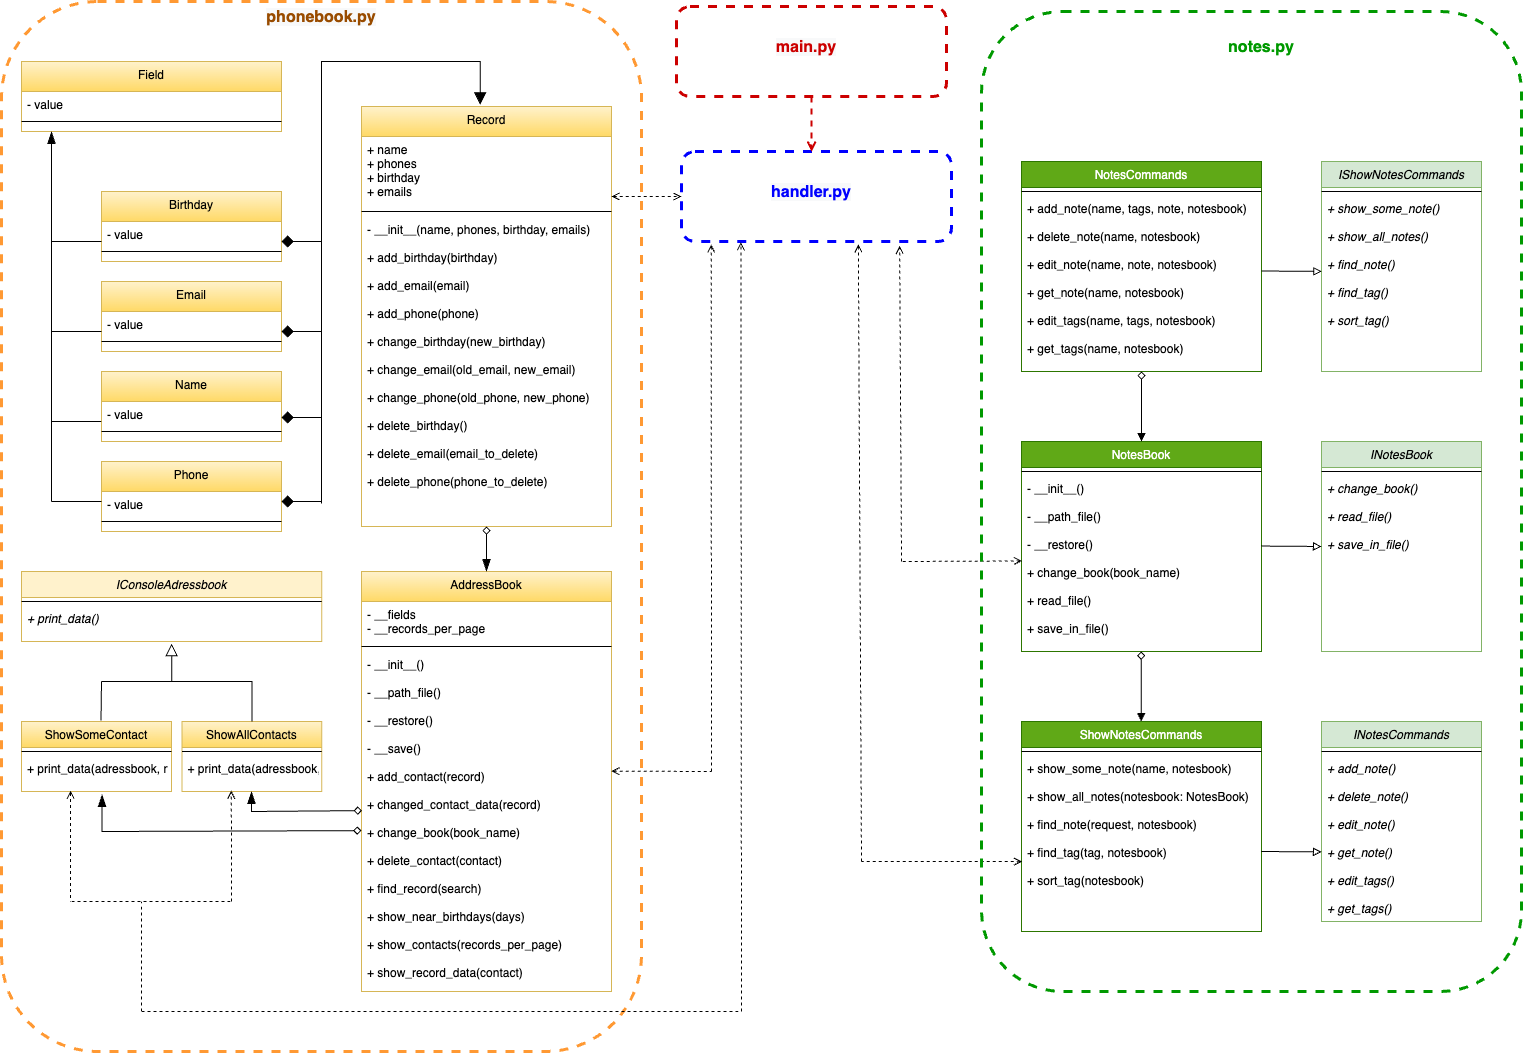 phonebook.py
Field
- value
Birthday
- value
Email
- value
Name
- value
Phone
- value
Record
+ name
+ phones
+ birthday
+ emails
- __init__(name, phones, birthday, emails)
+ add_birthday(birthday)
+ add_email(email)
+ add_phone(phone)
+ change_birthday(new_birthday)
+ change_email(old_email, new_email)
+ change_phone(old_phone, new_phone)
+ delete_birthday()
+ delete_email(email_to_delete)
+ delete_phone(phone_to_delete)
IConsoleAdressbook
+ print_data()
ShowSomeContact
+ print_data(adressbook, r
ShowAllContacts
+ print_data(adressbook,
AddressBook
- __fields
- __records_per_page
- __init__()
- __path_file()
- __restore()
- __save()
+ add_contact(record)
+ changed_contact_data(record)
+ change_book(book_name)
+ delete_contact(contact)
+ find_record(search)
+ show_near_birthdays(days)
+ show_contacts(records_per_page)
+ show_record_data(contact)
main.py
handler.py
notes.py
NotesCommands
+ add_note(name, tags, note, notesbook)
+ delete_note(name, notesbook)
+ edit_note(name, note, notesbook)
+ get_note(name, notesbook)
+ edit_tags(name, tags, notesbook)
+ get_tags(name, notesbook)
IShowNotesCommands
+ show_some_note()
+ show_all_notes()
+ find_note()
+ find_tag()
+ sort_tag()
NotesBook
- __init__()
- __path_file()
- __restore()
+ change_book(book_name)
+ read_file()
+ save_in_file()
INotesBook
+ change_book()
+ read_file()
+ save_in_file()
ShowNotesCommands
+ show_some_note(name, notesbook)
+ show_all_notes(notesbook: NotesBook)
+ find_note(request, notesbook)
+ find_tag(tag, notesbook)
+ sort_tag(notesbook)
INotesCommands
+ add_note()
+ delete_note()
+ edit_note()
+ get_note()
+ edit_tags()
+ get_tags()